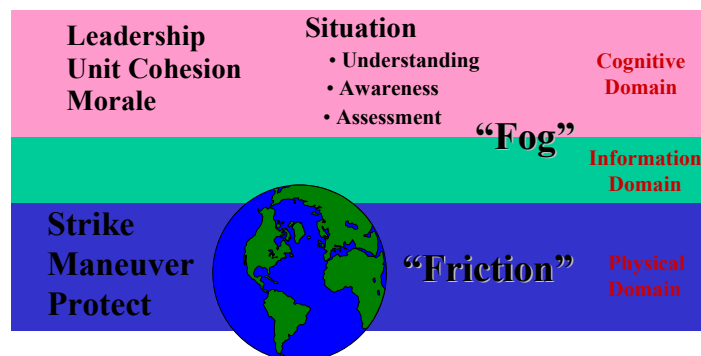 Leadership
Unit Cohesion
Morale
Situation
• Understanding
• Awareness
• Assessment
Cognitive
Domain
“Fog”
Information
Domain
Strike
Maneuver
Protect
“Friction”
Physical
Domain